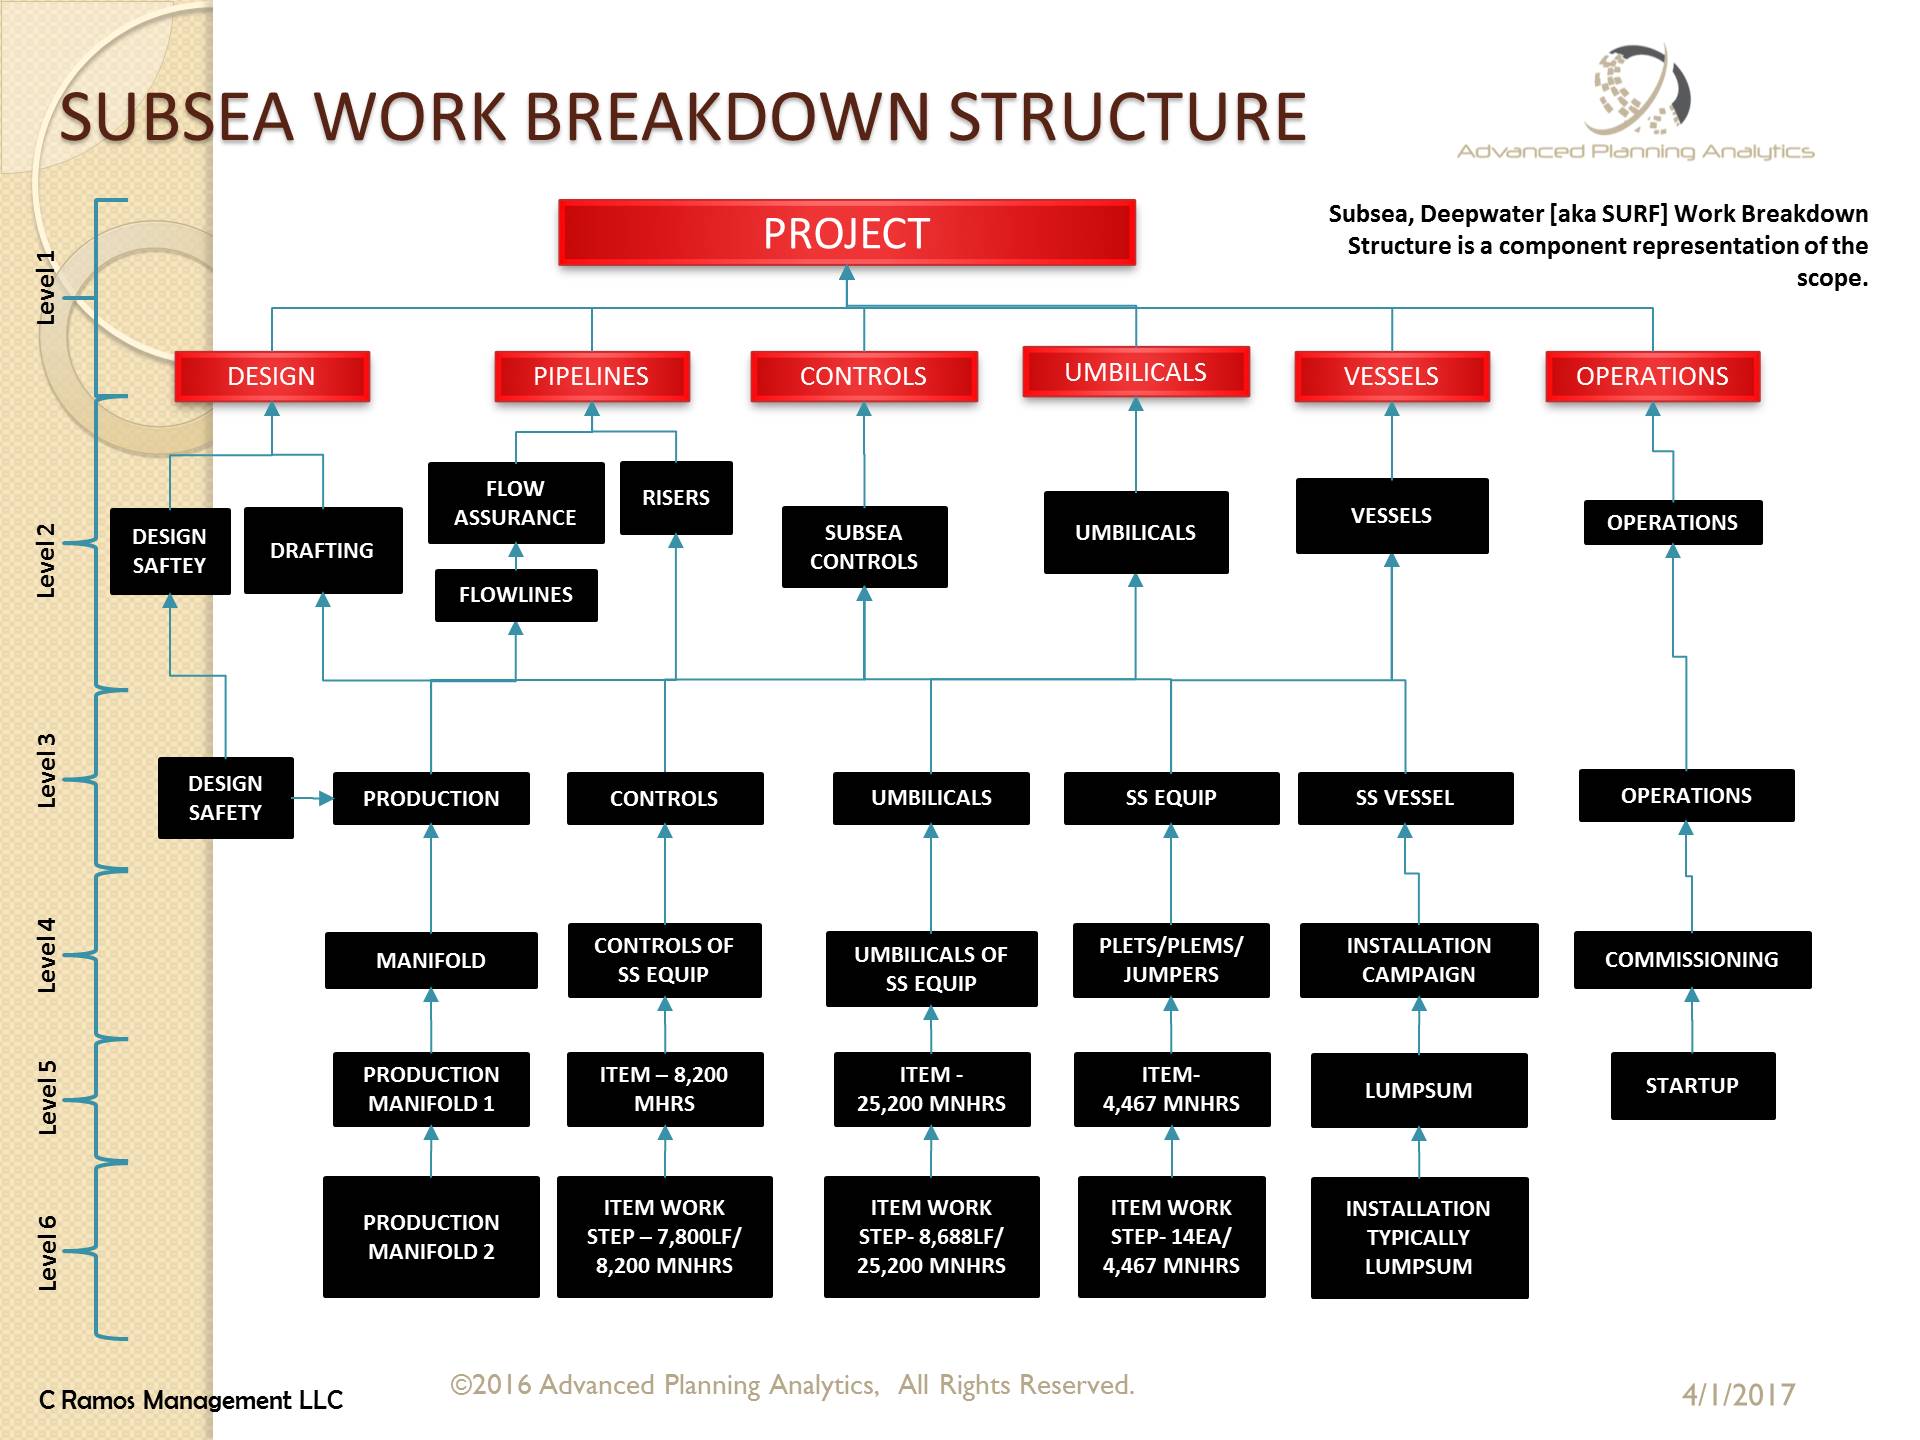 SUBSEA WORK BREAKDOWN STRUCTURE
Advanced Planning Analytics
Subsea, Deepwater [aka SURF] Work Breakdown
Structure is a component representation of the
scope.
Level 1
PROJECT
DESIGN
PIPELINES
CONTROLS
UMBILICALS
VESSELS
OPERATIONS
Level 2
DESIGN
SAFTEY
DRAFTING
FLOW
ASSURANCE
FLOWLINES
RISERS
SUBSEA
CONTROLS
UMBILICALS
VESSELS
OPERATIONS
Level 3
DESIGN
SAFETY
PRODUCTION
CONTROLS
UMBILICALS
SS EQUIP
SS VESSEL
OPERATIONS
Level 4
MANIFOLD
CONTROLS OF
SS EQUIP
UMBILICALS OF
SS EQUIP
PLETS/PLEMS/
JUMPERS
INSTALLATION
CAMPAIGN
COMMISSIONING
Level 5
PRODUCTION
MANIFOLD 1
ITEM – 8,200
MHRS
ITEM -
25,200 MNHRS
ITEM-
4,467 MNHRS
LUMPSUM
STARTUP
Level 6
PRODUCTION
MANIFOLD 2
ITEM WORK
STEP – 7,800LF/
8,200 MNHRS
ITEM WORK
STEP- 8,688LF/
25,200 MNHRS
ITEM WORK
STEP- 14EA/
4,467 MNHRS
INSTALLATION
TYPICALLY
LUMPSUM
C Ramos Management LLC
©2016 Advanced Planning Analytics, All Rights Reserved.
4/1/2017